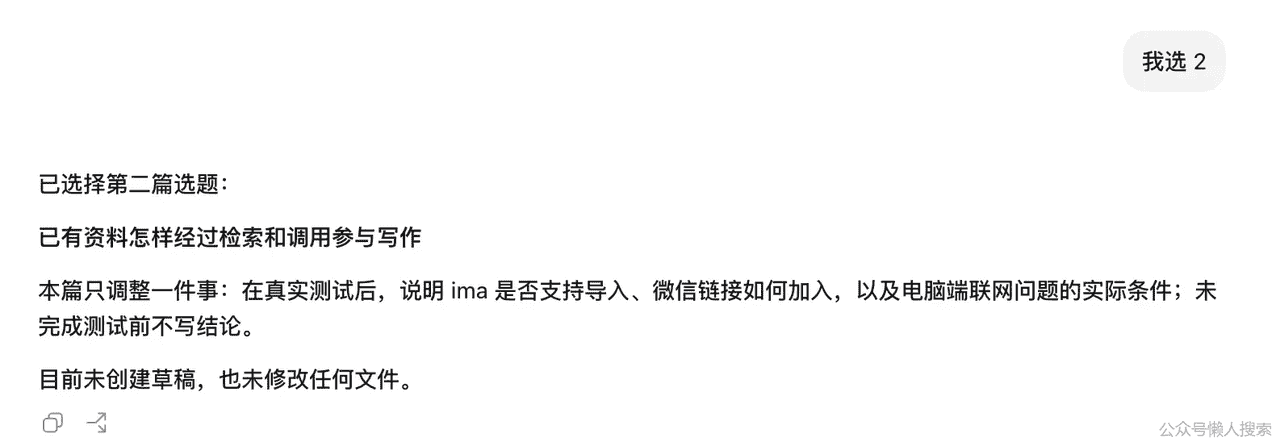 我选 2
已选择第二篇选题：
已有资料怎样经过检索和调用参与写作
本篇只调整一件事：在真实测试后，说明 ima 是否支持导入、微信链接如何加入，以及电脑端联网问题的实际条件；未
完成测试前不写结论。
目前未创建草稿，也未修改任何文件。
公众号懒人搜索